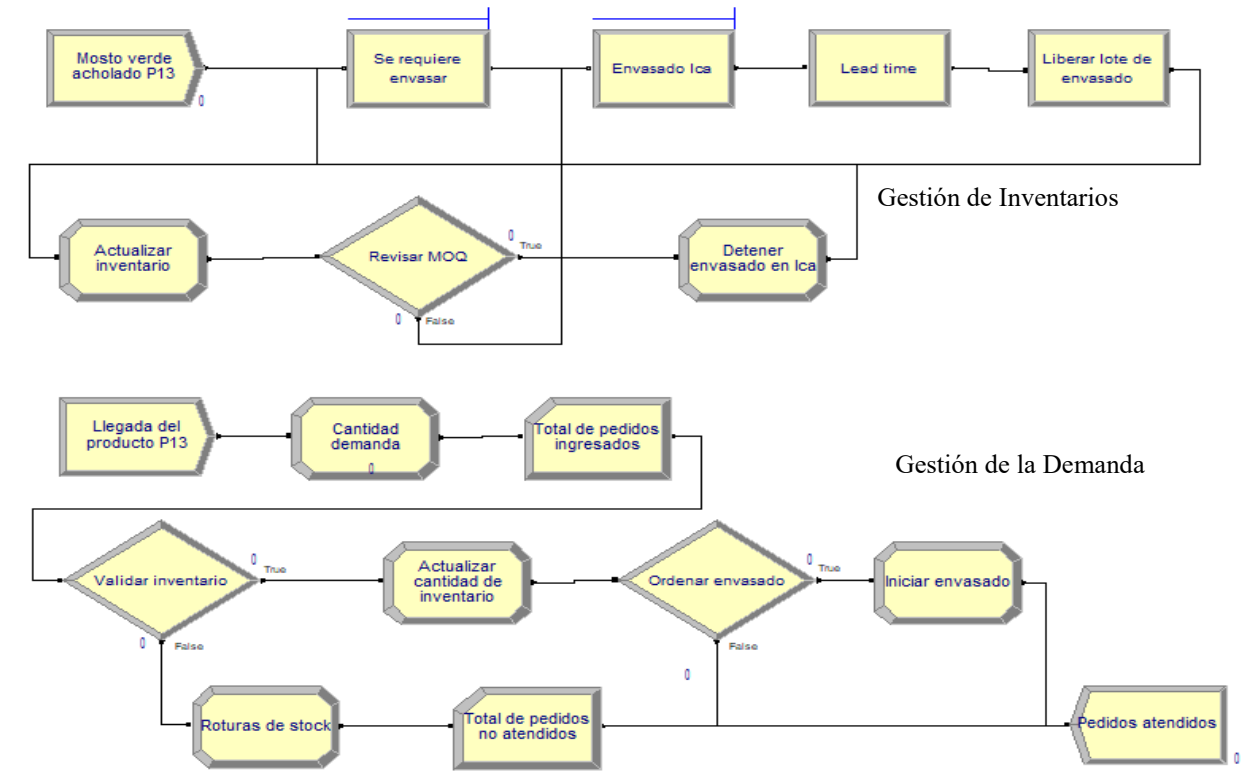 Mosto verde
acholado P13
0
Se requiere
envasar
Envasado Ica
Lead time
Liberar lote de
envasado
Gestión de Inventarios
Actualizar
inventario
Revisar MOQ
0
True
0
False
Detener
envasado en Ica
Llegada del
producto P13
Cantidad
demanda
0
Total de pedidos
ingresados
Gestión de la Demanda
Validar inventario
0
True
0
False
Actualizar
cantidad de
inventario
Ordenar envasado
0
True
0
False
Iniciar envasado
Roturas de stock
Total de pedidos
no atendidos
Pedidos atendidos
0